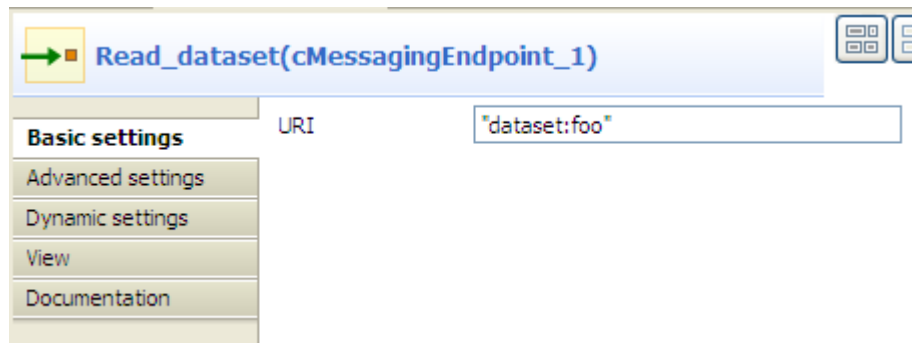 Read_dataset(cMessagingEndpoint_1)
Basic settings
URI
"dataset:foo"
Advanced settings
Dynamic settings
View
Documentation